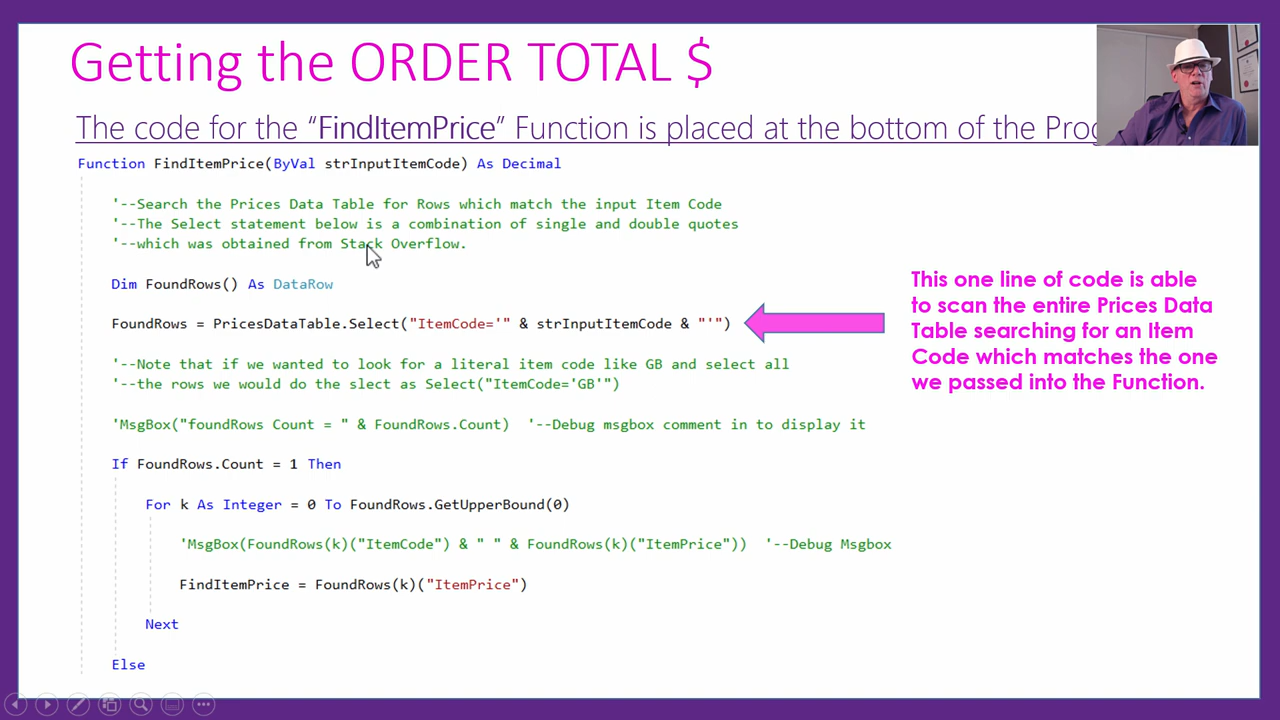 Getting the ORDER TOTAL $
The code for the “FindItemPrice” Function is placed at the bottom of the
Function FindItemPrice(ByVal strInputItemCode) As Decimal
'--Search the Prices Data Table for Rows which match the input Item Code
'--The Select statement below is a combination of single and double quotes
'--which was obtained from Stack Overflow.
Dim FoundRows() As DataRow
FoundRows = PricesDataTable.Select("ItemCode='" & strInputItemCode & "'")
This one line of code is able
to scan the entire Prices Data
Table searching for an Item
Code which matches the one
we passed into the Function.
'--Note that if we wanted to look for a literal item code like GB and select all
'--the rows we would do the slect as Select("ItemCode='GB'")
'MsgBox("foundRows Count = " & FoundRows.Count)  '--Debug msgbox comment in to display it
If FoundRows.Count = 1 Then
For k As Integer = 0 To FoundRows.GetUpperBound(0)
'MsgBox(FoundRows(k)("ItemCode") & " " & FoundRows(k)("ItemPrice"))  '--Debug Msgbox
FindItemPrice = FoundRows(k)("ItemPrice")
Next
Else